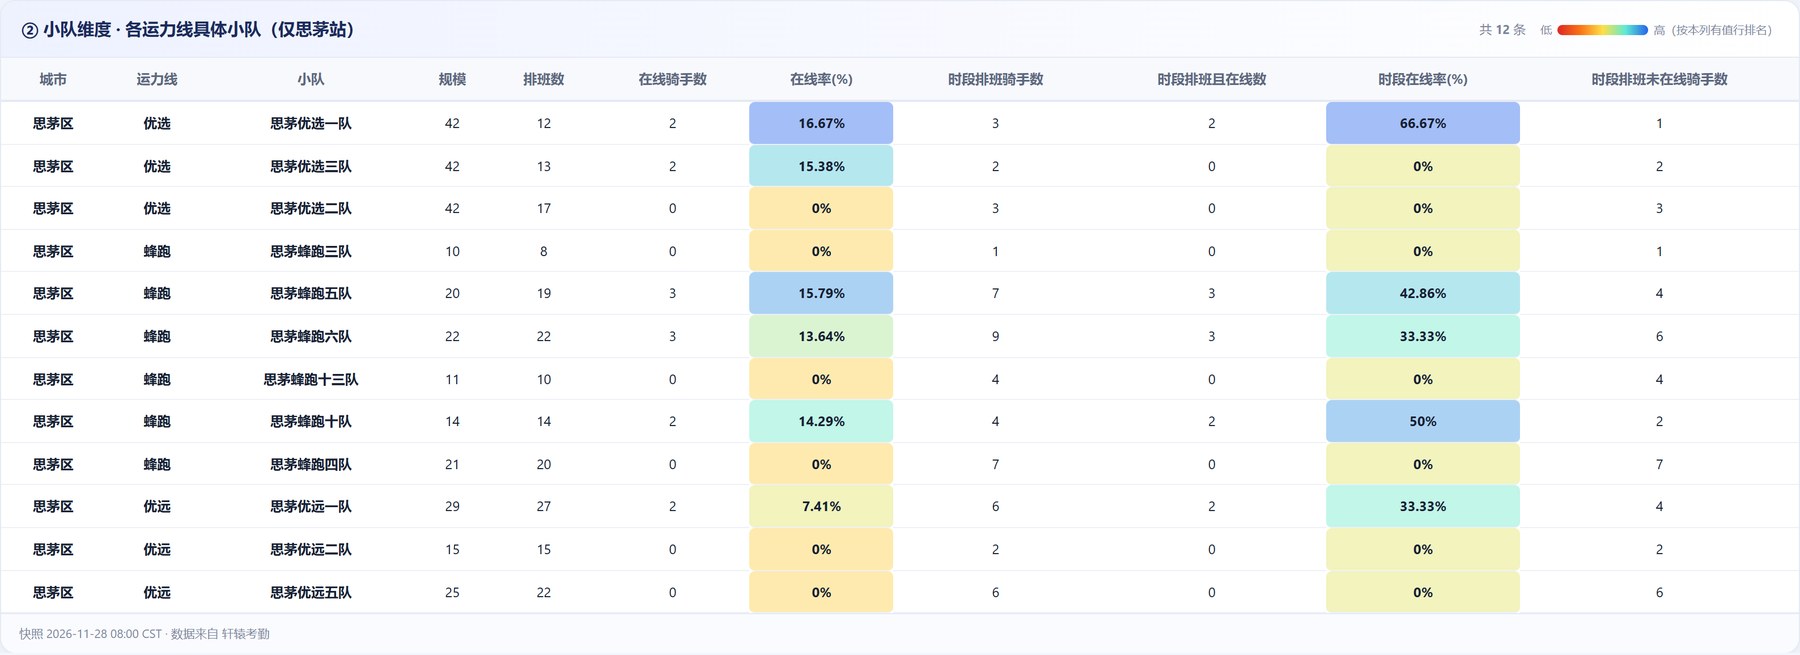 ② 小队维度 · 各运力线具体小队（仅思茅站）
共 12 条 低 高 (按本列有值行排名)
城市 运力线 小队 规模 排班数 在线骑手数 在线率(%) 时段排班骑手数 时段排班且在线数 时段在线率(%) 时段排班未在线骑手数
思茅区 优选 思茅优选一队 42 12 2 16.67% 3 2 66.67% 1
思茅区 优选 思茅优选三队 42 13 2 15.38% 2 0 0% 2
思茅区 优选 思茅优选二队 42 17 0 0% 3 0 0% 3
思茅区 蜂跑 思茅蜂跑三队 10 8 0 0% 1 0 0% 1
思茅区 蜂跑 思茅蜂跑五队 20 19 3 15.79% 7 3 42.86% 4
思茅区 蜂跑 思茅蜂跑六队 22 22 3 13.64% 9 3 33.33% 6
思茅区 蜂跑 思茅蜂跑十三队 11 10 0 0% 4 0 0% 4
思茅区 蜂跑 思茅蜂跑十队 14 14 2 14.29% 4 2 50% 2
思茅区 蜂跑 思茅蜂跑四队 21 20 0 0% 7 0 0% 7
思茅区 优远 思茅优远一队 29 27 2 7.41% 6 2 33.33% 4
思茅区 优远 思茅优远二队 15 15 0 0% 2 0 0% 2
思茅区 优远 思茅优远五队 25 22 0 0% 6 0 0% 6
快照 2026-11-28 08:00 CST · 数据来自 轩辕考勤